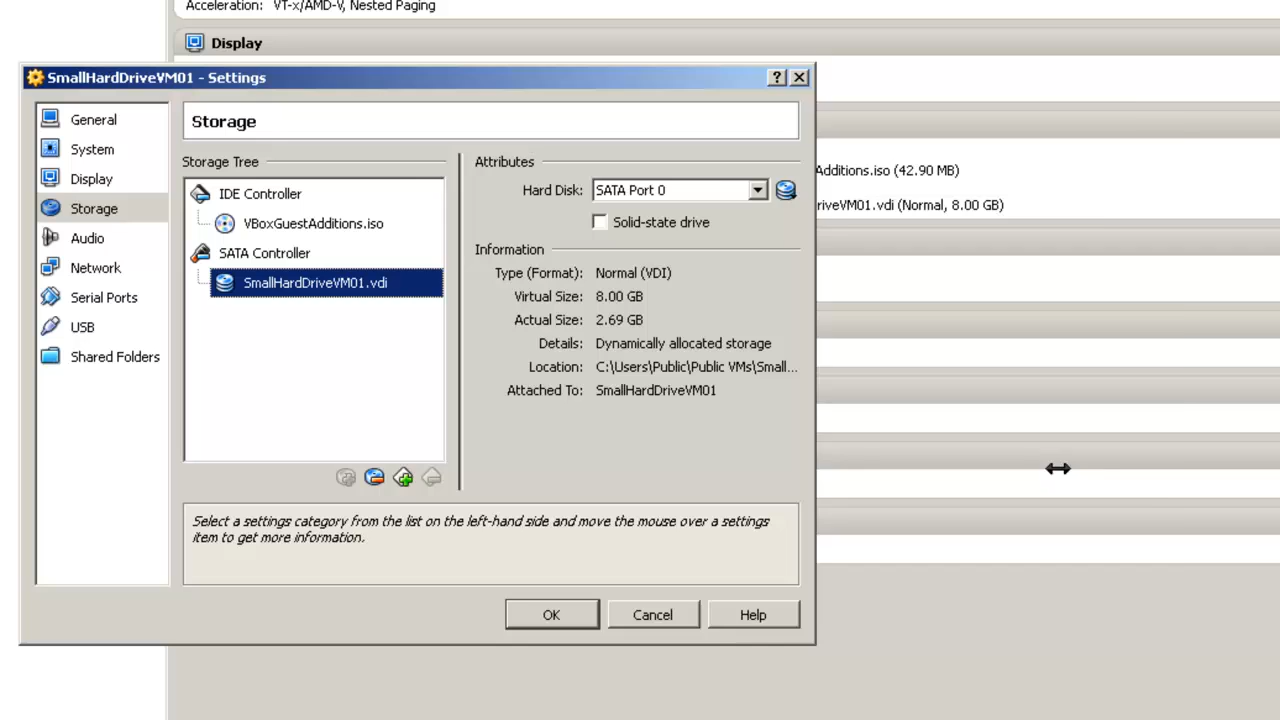 Acceleration: VT-x/AMD-V, Nested Paging
Display
SmallHardDriveVM01 - Settings
General
System
Display
Storage
Audio
Network
Serial Ports
USB
Shared Folders
Storage
Storage Tree
IDE Controller
VBoxGuestAdditions.iso
SATA Controller
SmallHardDriveVM01.vdi
Attributes
Hard Disk: SATA Port 0
Solid-state drive
Information
Type (Format): Normal (VDI)
Virtual Size: 8.00 GB
Actual Size: 2.69 GB
Details: Dynamically allocated storage
Location: C:\Users\Public\Public VMs\Small...
Attached To: SmallHardDriveVM01
Select a settings category from the list on the left-hand side and move the mouse over a settings
item to get more information.
OK Cancel Help
Additions.iso (42.90 MB)
riveVM01.vdi (Normal, 8.00 GB)